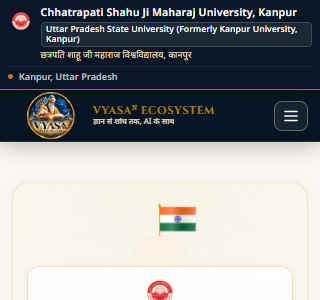 Chhatrapati Shahu Ji Maharaj University, Kanpur
Uttar Pradesh State University (Formerly Kanpur University,
Kanpur)
छत्रपति शाहू जी महाराज विश्वविद्यालय, कानपुर
Kanpur, Uttar Pradesh
VYASA
VYASAᴺ ECOSYSTEM
ज्ञान से शोध तक, AI के साथ